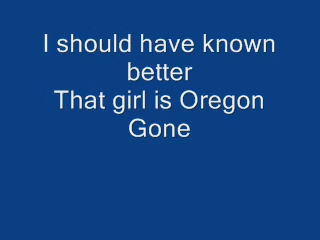 I should have known
better
That girl is Oregon
Gone